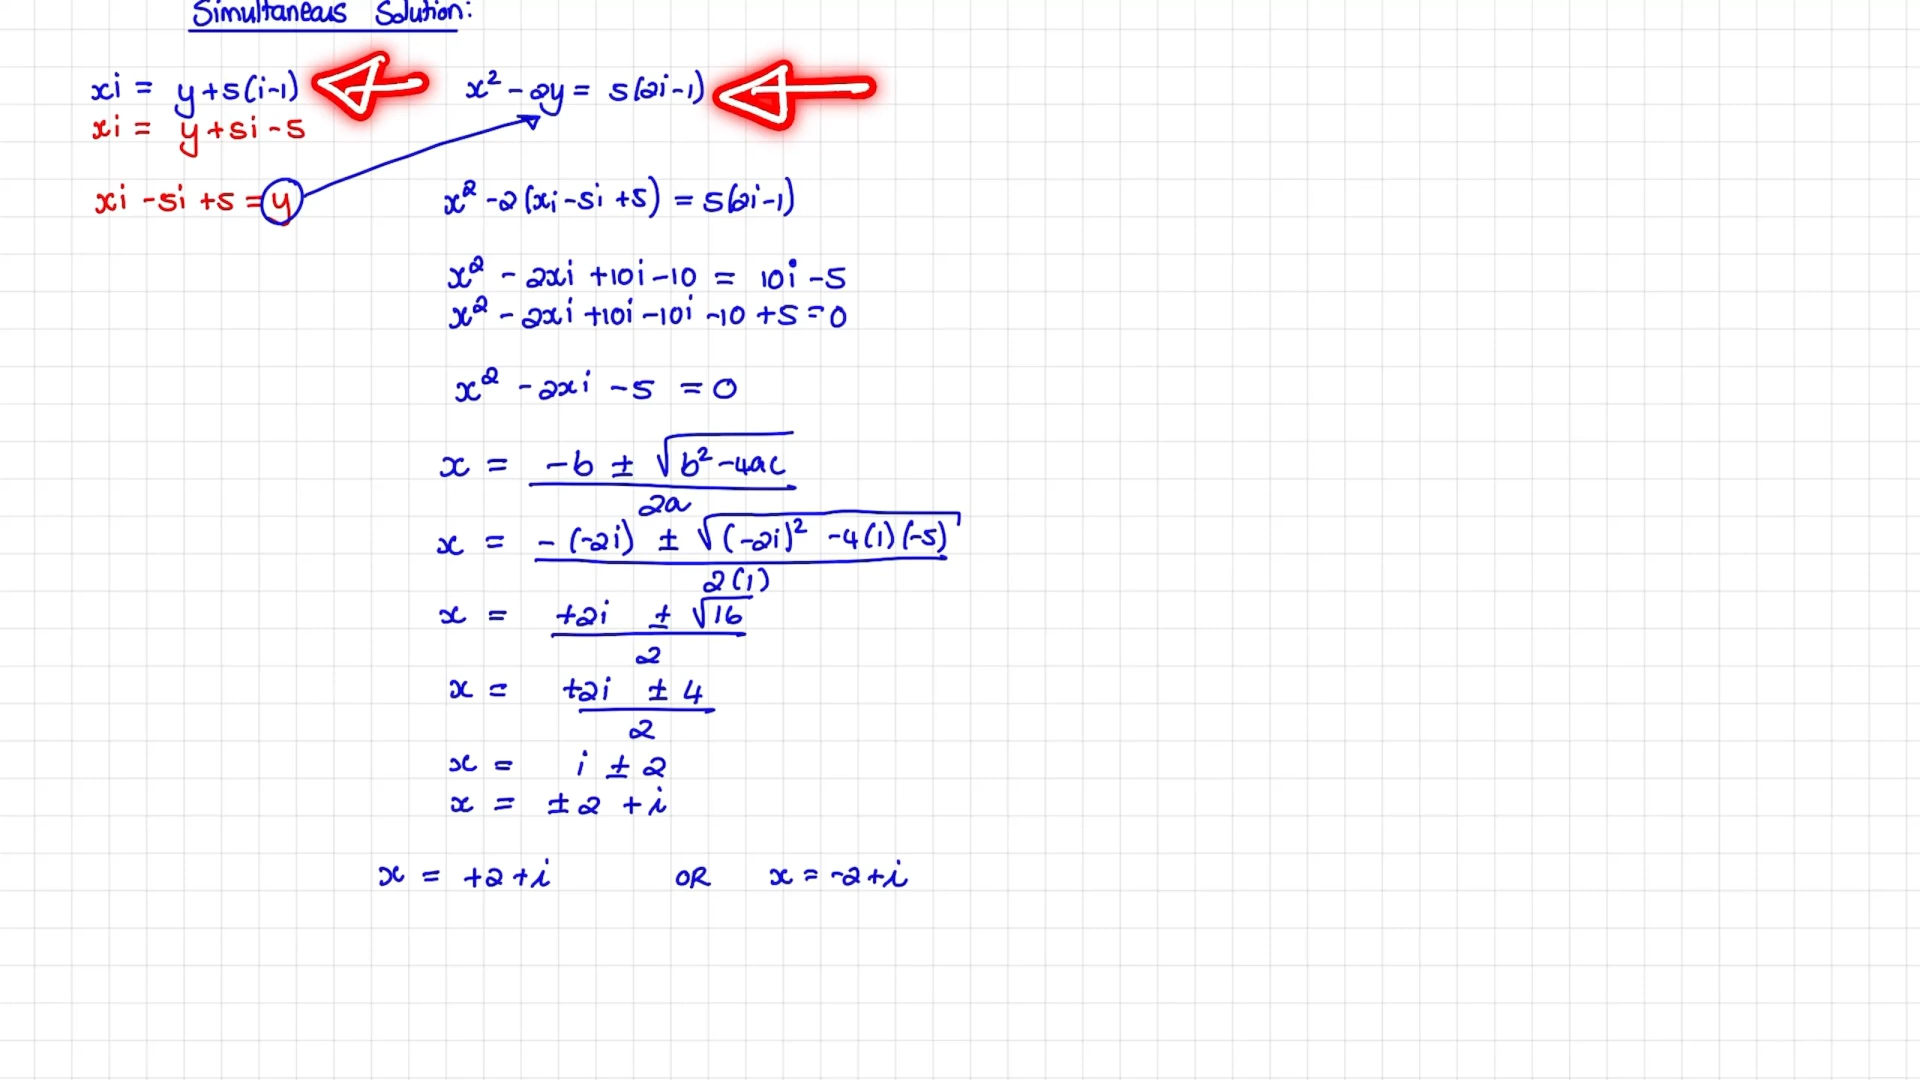 Simultaneous Solution:
xi = y+5(i-1)
x² - 2y = 5(2i-1)
xi = y+5i-5
xi -5i +5 = y
x² -2(xi-5i +5) = 5(2i-1)
x² - 2xi +10i-10 = 10i -5
x² - 2xi +10i -10i -10 +5 = 0
x² - 2xi -5 = 0
x = -b ± √b² -4ac
2a
x = - (-2i) ± √(-2i)² -4(1)(-5)
2(1)
x = +2i ± √16
2
x = +2i ± 4
2
x = i ± 2
x = ±2 +i
x = +2+i OR x = -2+i